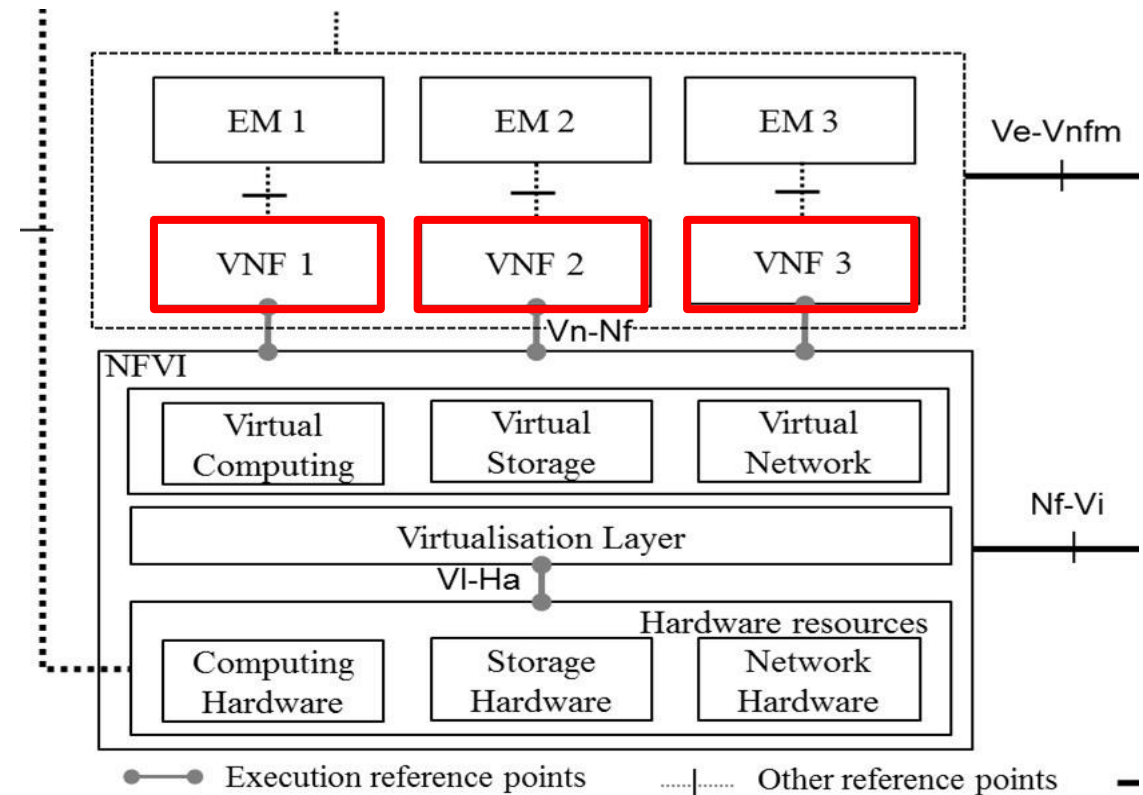 EM 1
EM 2
EM 3
Ve-Vnfm
VNF 1
VNF 2
VNF 3
Vn-Nf
NFVI
Virtual
Computing
Virtual
Storage
Virtual
Network
Nf-Vi
Virtualisation Layer
Vl-Ha
Hardware resources
Computing
Hardware
Storage
Hardware
Network
Hardware
Execution reference points
Other reference points